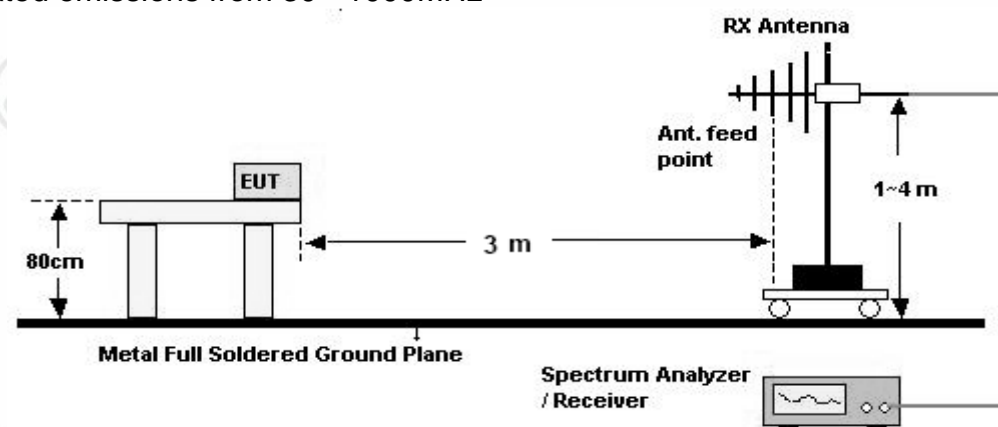 RX Antenna
Ant. feed
point
1~4 m
EUT
3 m
80cm
Metal Full Soldered Ground Plane
Spectrum Analyzer
/ Receiver